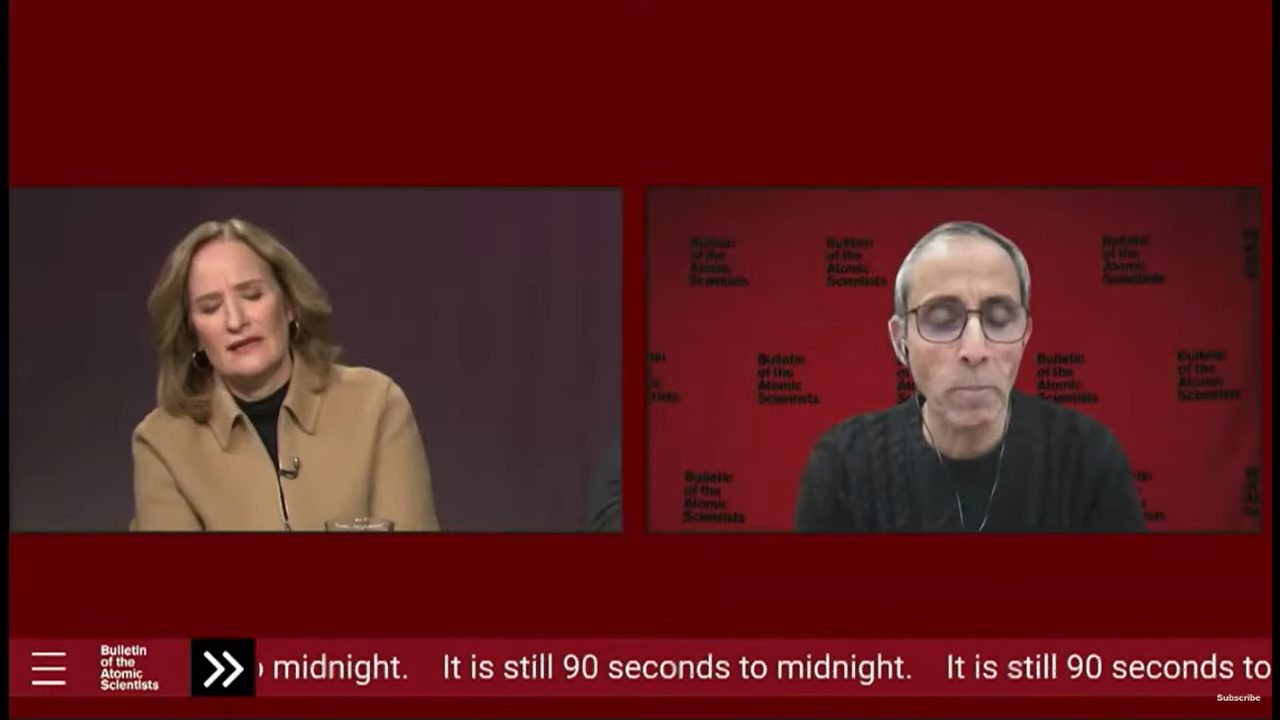 Bulletin
of the
Atomic
Scientists
Bulletin
of the
Atomic
Scientists
Bulletin
of the
Atomic
Scientists
Bulletin
of the
Atomic
Scientists
Bulletin
of the
Atomic
Scientists
Bulletin
of the
Atomic
Scientists
Bulletin
of the
Atomic
Scientists
Bulletin
of the
Atomic
Scientists
midnight. It is still 90 seconds to midnight. It is still 90 seconds to
Subscribe